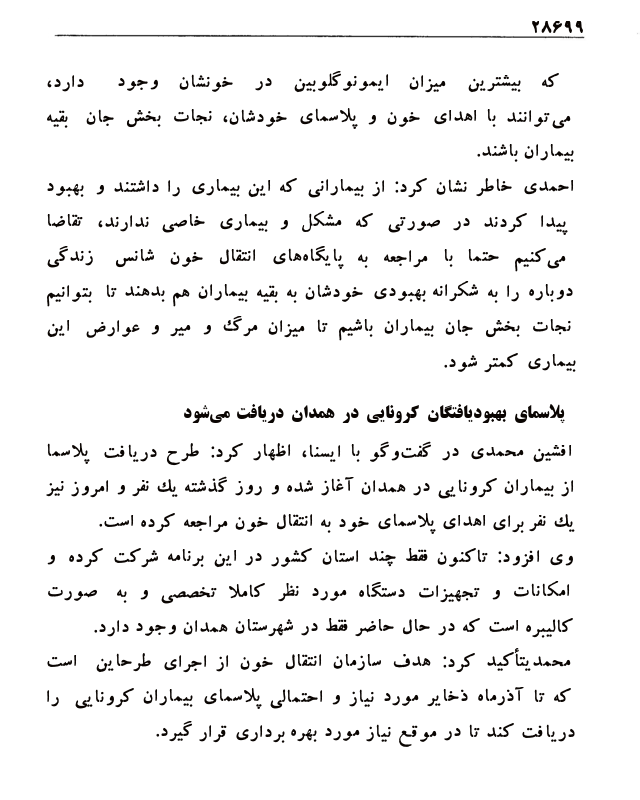 ۲۸۶۹۹
که بیشترین میزان ایمونوگلوبین در خونشان وجود دارد،
می‌توانند با اهدای خون و پلاسمای خودشان، نجات بخش جان بقیه
بیماران باشند.
احمدی خاطر نشان کرد: از بیمارانی که این بیماری را داشتند و بهبود
پیدا کردند در صورتی که مشکل و بیماری خاصی ندارند، تقاضا
می‌کنیم حتما با مراجعه به پایگاه‌های انتقال خون شانس زندگی
دوباره را به شکرانه بهبودی خودشان به بقیه بیماران هم بدهند تا بتوانیم
نجات بخش جان بیماران باشیم تا میزان مرگ و میر و عوارض این
بیماری کمتر شود.
پلاسمای بهبودیافتگان کرونایی در همدان دریافت می‌شود
افشین محمدی در گفت‌وگو با ایسنا، اظهار کرد: طرح دریافت پلاسما
از بیماران کرونایی در همدان آغاز شده و روز گذشته یك نفر و امروز نیز
یك نفر برای اهدای پلاسمای خود به انتقال خون مراجعه کرده است.
وی افزود: تاکنون فقط چند استان کشور در این برنامه شرکت کرده و
امکانات و تجهیزات دستگاه مورد نظر کاملا تخصصی و به صورت
کالیبره است که در حال حاضر فقط در شهرستان همدان وجود دارد.
محمدیتأکید کرد: هدف سازمان انتقال خون از اجرای طرحاین است
که تا آذرماه ذخایر مورد نیاز و احتمالی پلاسمای بیماران کرونایی را
دریافت کند تا در موقع نیاز مورد بهره برداری قرار گیرد.